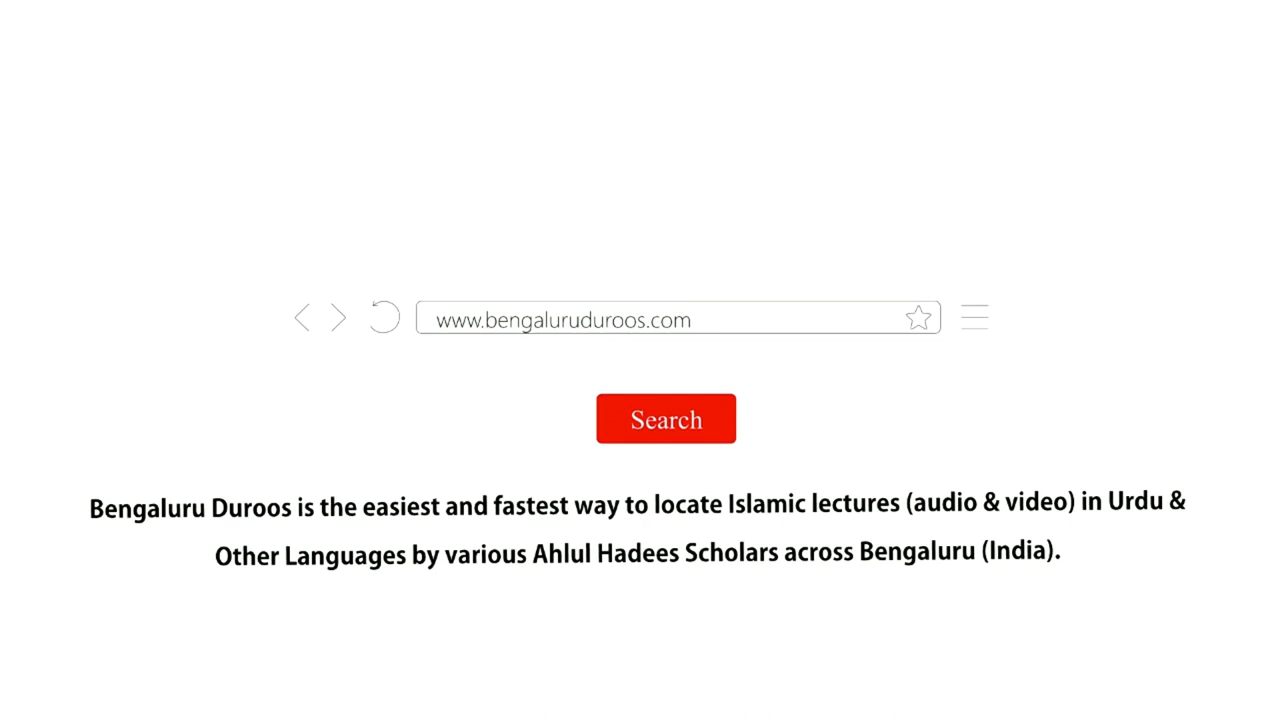 www.bengaluruduroos.com
Search
Bengaluru Duroos is the easiest and fastest way to locate Islamic lectures (audio & video) in Urdu &
Other Languages by various Ahlul Hadees Scholars across Bengaluru (India).